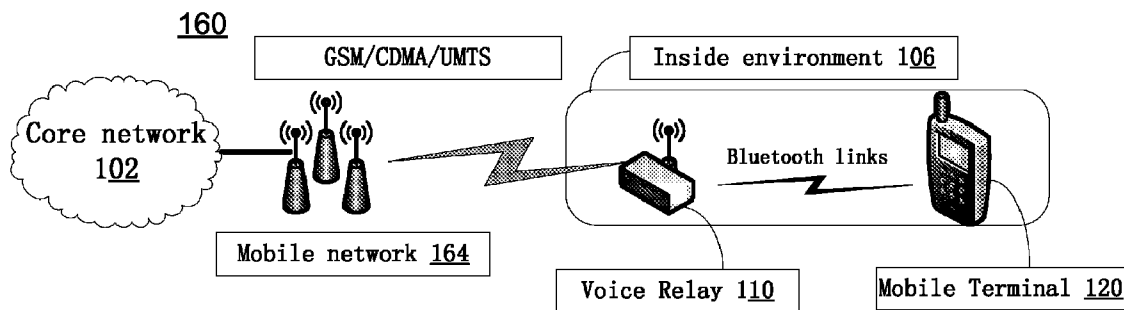 160
GSM/CDMA/UMTS
Inside environment 106
Core network
102
Bluetooth links
Mobile network 164
Voice Relay 110
Mobile Terminal 120